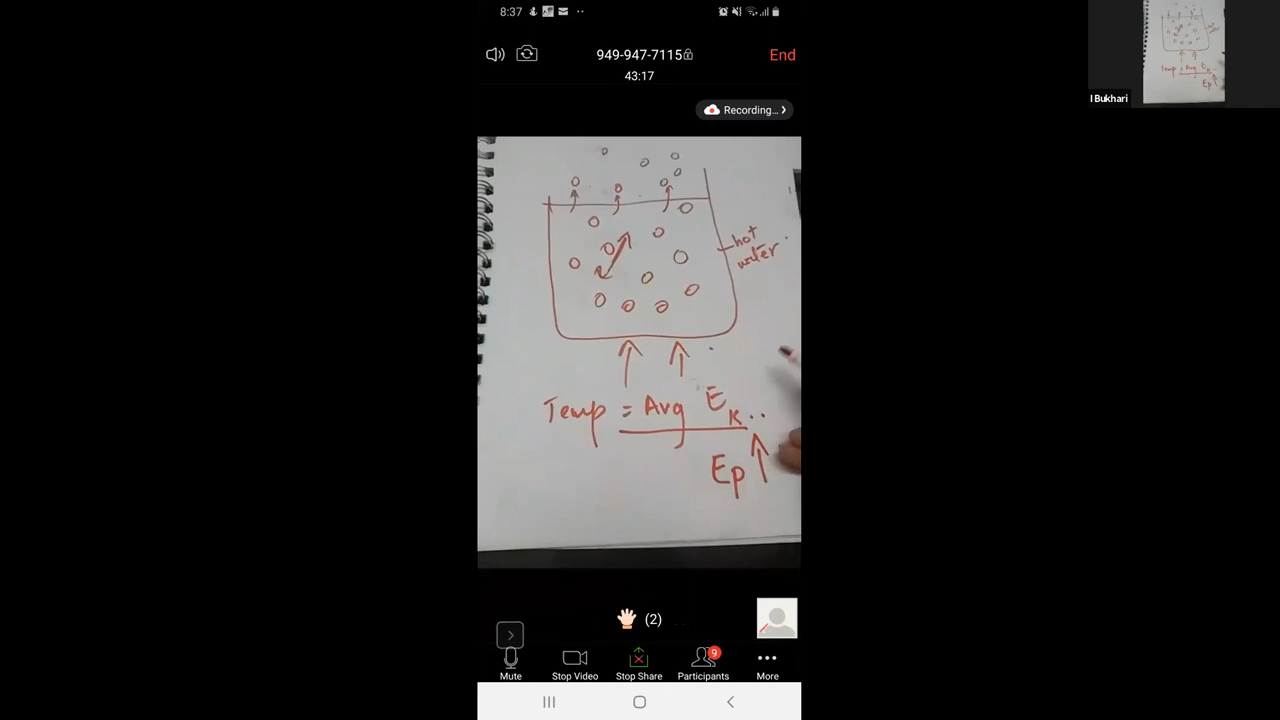 8:37
949-947-7115
End
43:17
Recording...
I Bukhari
hot
water
Temp = Avg EK..
Ep
(2)
9
Mute
Stop Video
Stop Share
Participants
More